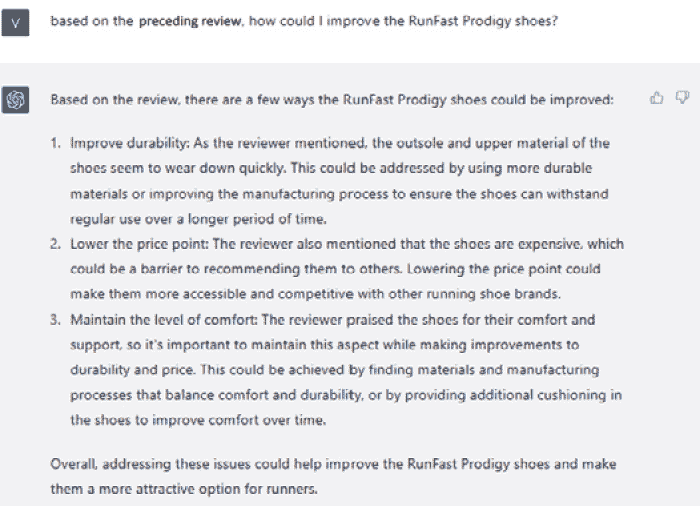 V
based on the preceding review, how could I improve the RunFast Prodigy shoes?
Based on the review, there are a few ways the RunFast Prodigy shoes could be improved:
1. Improve durability: As the reviewer mentioned, the outsole and upper material of the
shoes seem to wear down quickly. This could be addressed by using more durable
materials or improving the manufacturing process to ensure the shoes can withstand
regular use over a longer period of time.
2. Lower the price point: The reviewer also mentioned that the shoes are expensive, which
could be a barrier to recommending them to others. Lowering the price point could
make them more accessible and competitive with other running shoe brands.
3. Maintain the level of comfort: The reviewer praised the shoes for their comfort and
support, so it's important to maintain this aspect while making improvements to
durability and price. This could be achieved by finding materials and manufacturing
processes that balance comfort and durability, or by providing additional cushioning in
the shoes to improve comfort over time.
Overall, addressing these issues could help improve the RunFast Prodigy shoes and make
them a more attractive option for runners.